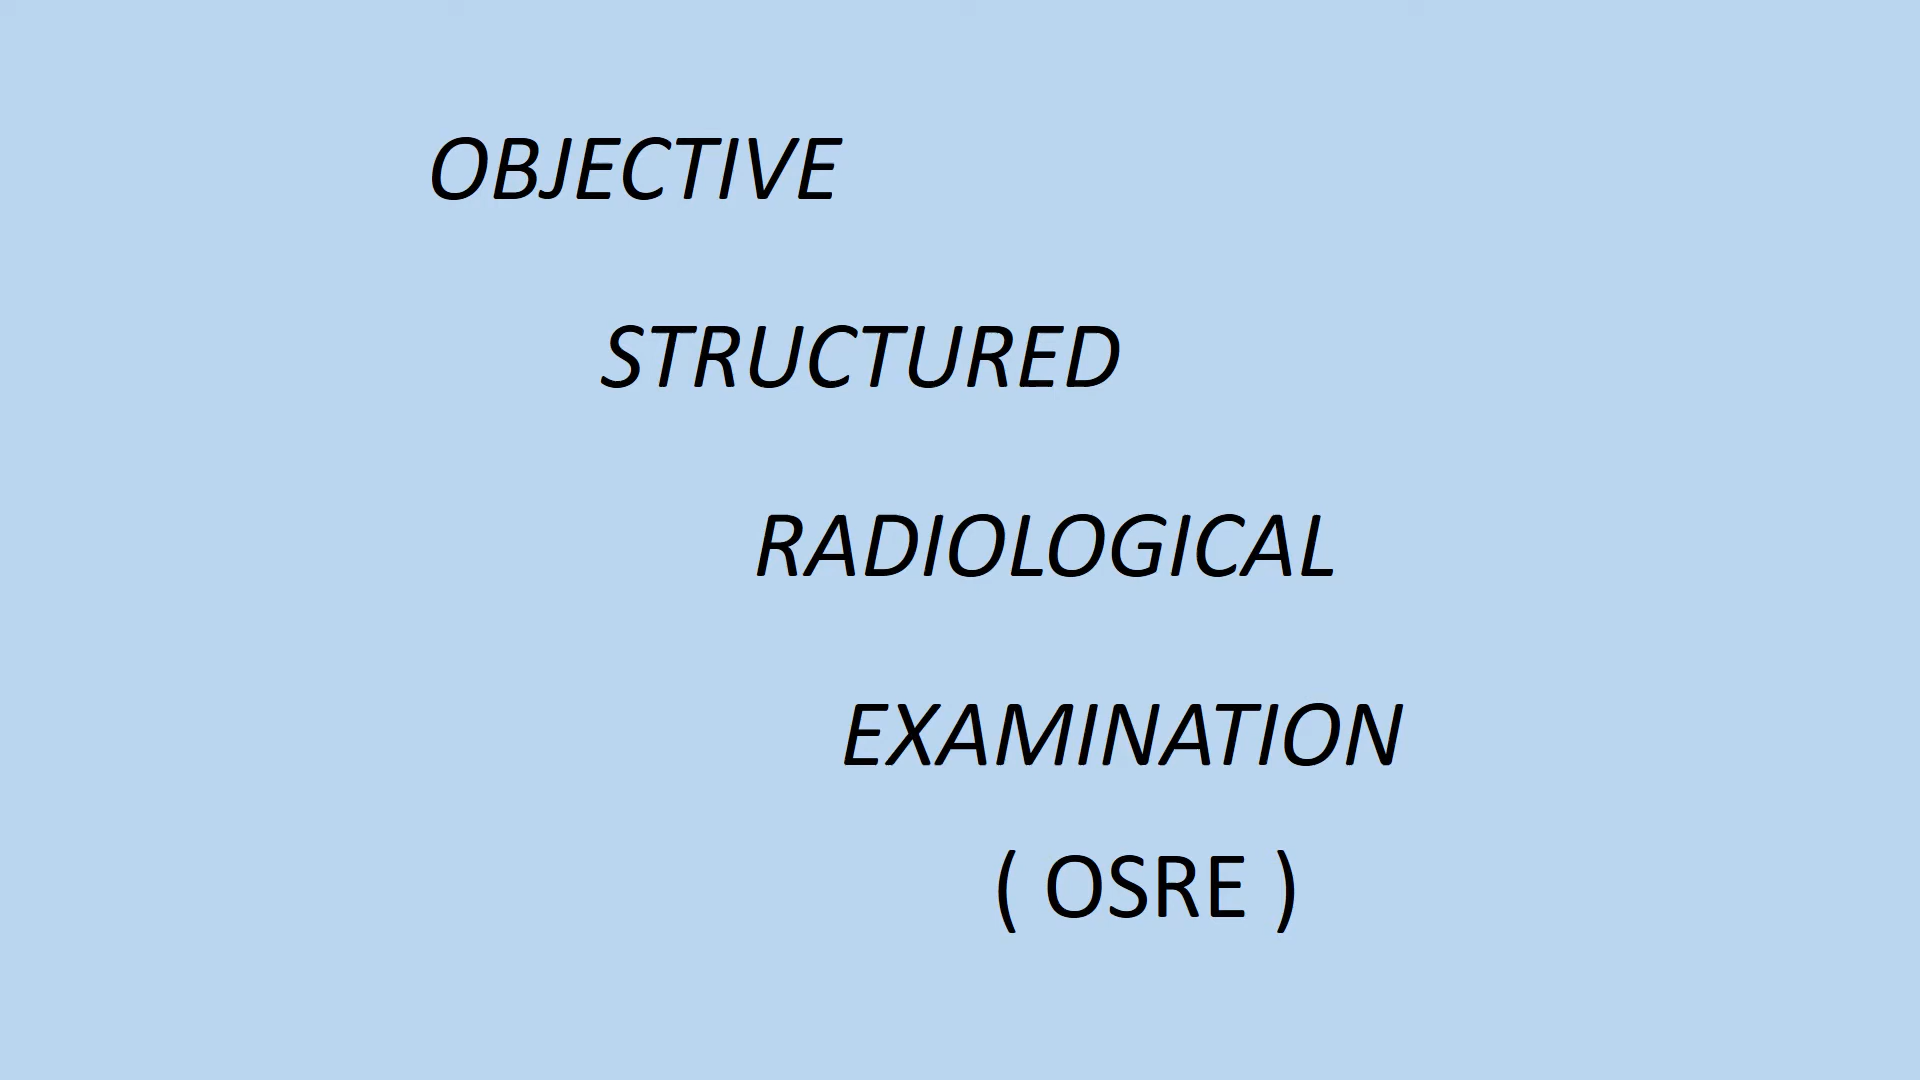 OBJECTIVE
STRUCTURED
RADIOLOGICAL
EXAMINATION
( OSRE )